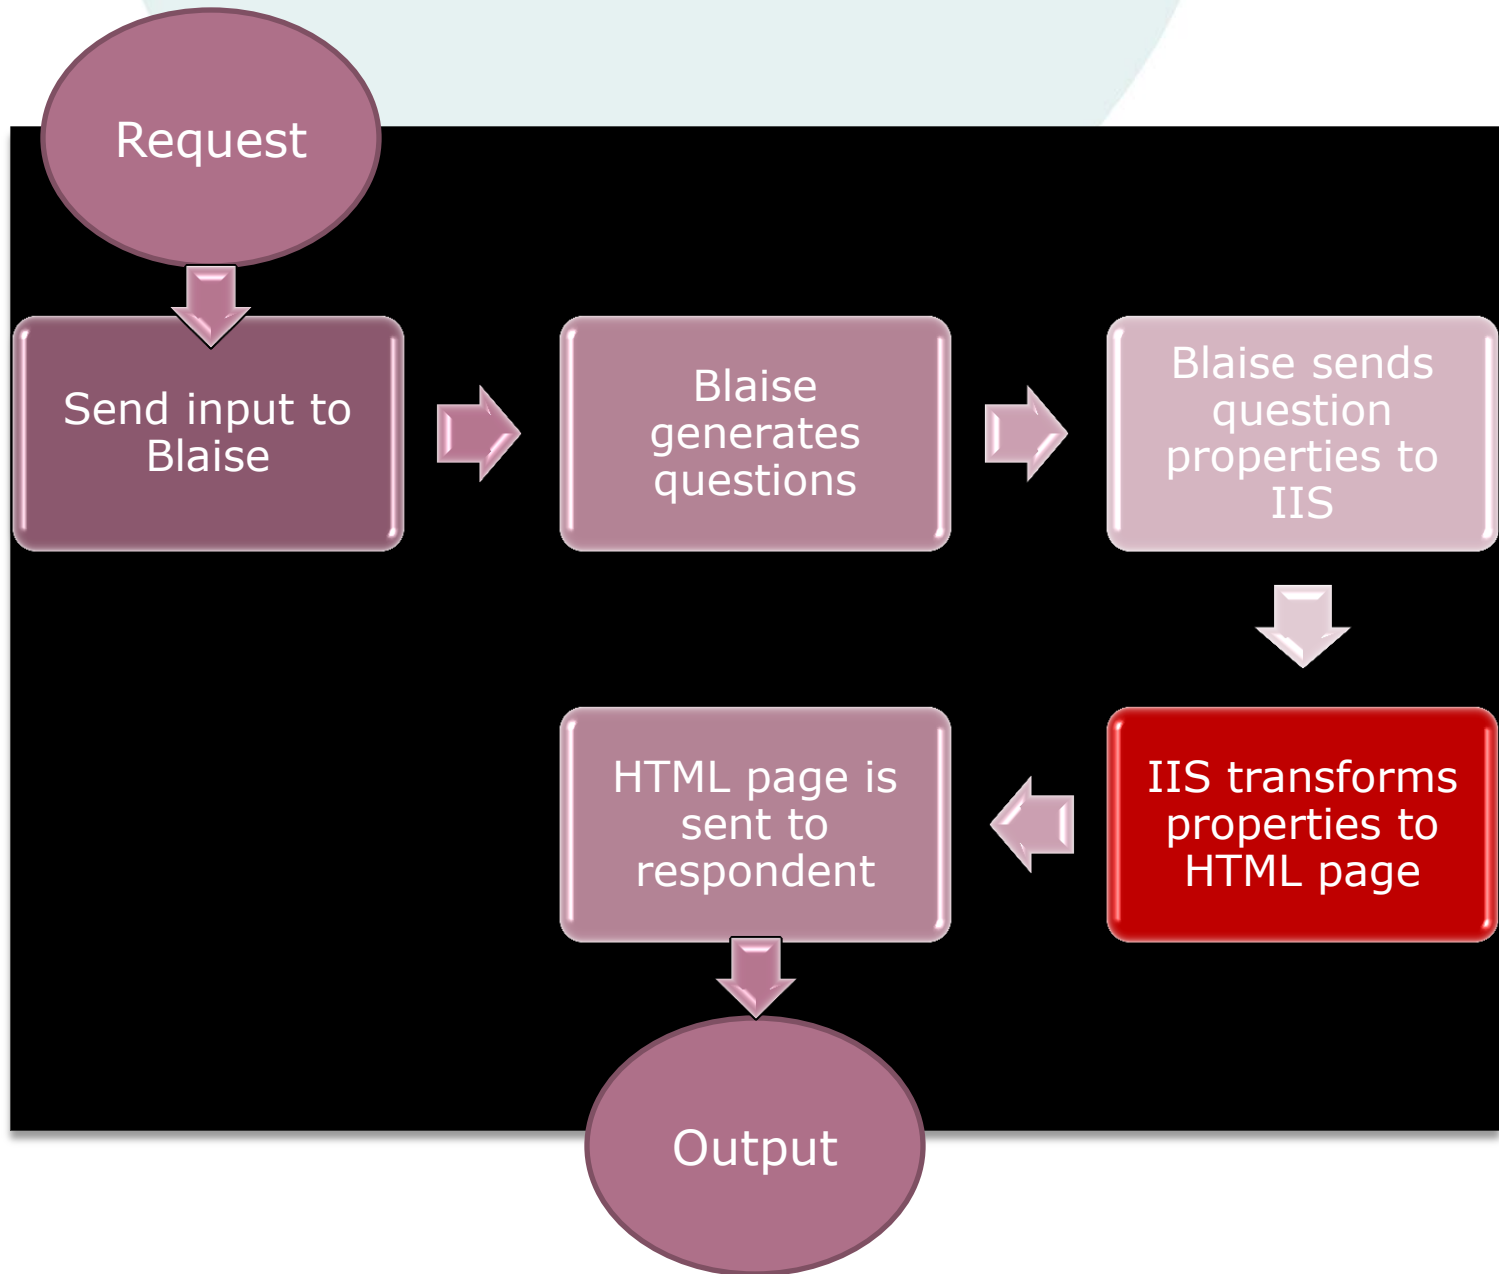 Request
Send input to
Blaise
Blaise
generates
questions
Blaise sends
question
properties to
IIS
IIS transforms
properties to
HTML page
HTML page is
sent to
respondent
Output